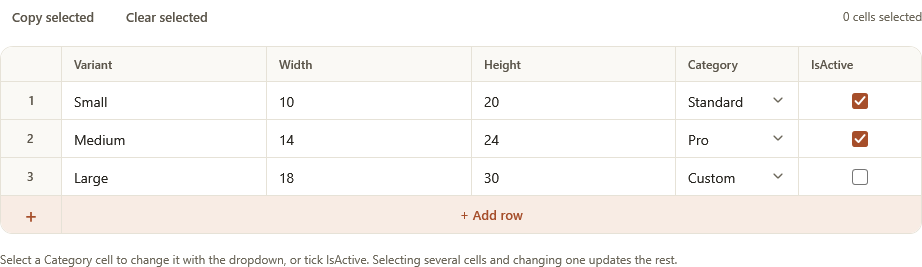 Copy selected Clear selected 0 cells selected
Variant Width Height Category IsActive
1 Small 10 20 Standard
2 Medium 14 24 Pro
3 Large 18 30 Custom
+ + Add row
Select a Category cell to change it with the dropdown, or tick IsActive. Selecting several cells and changing one updates the rest.